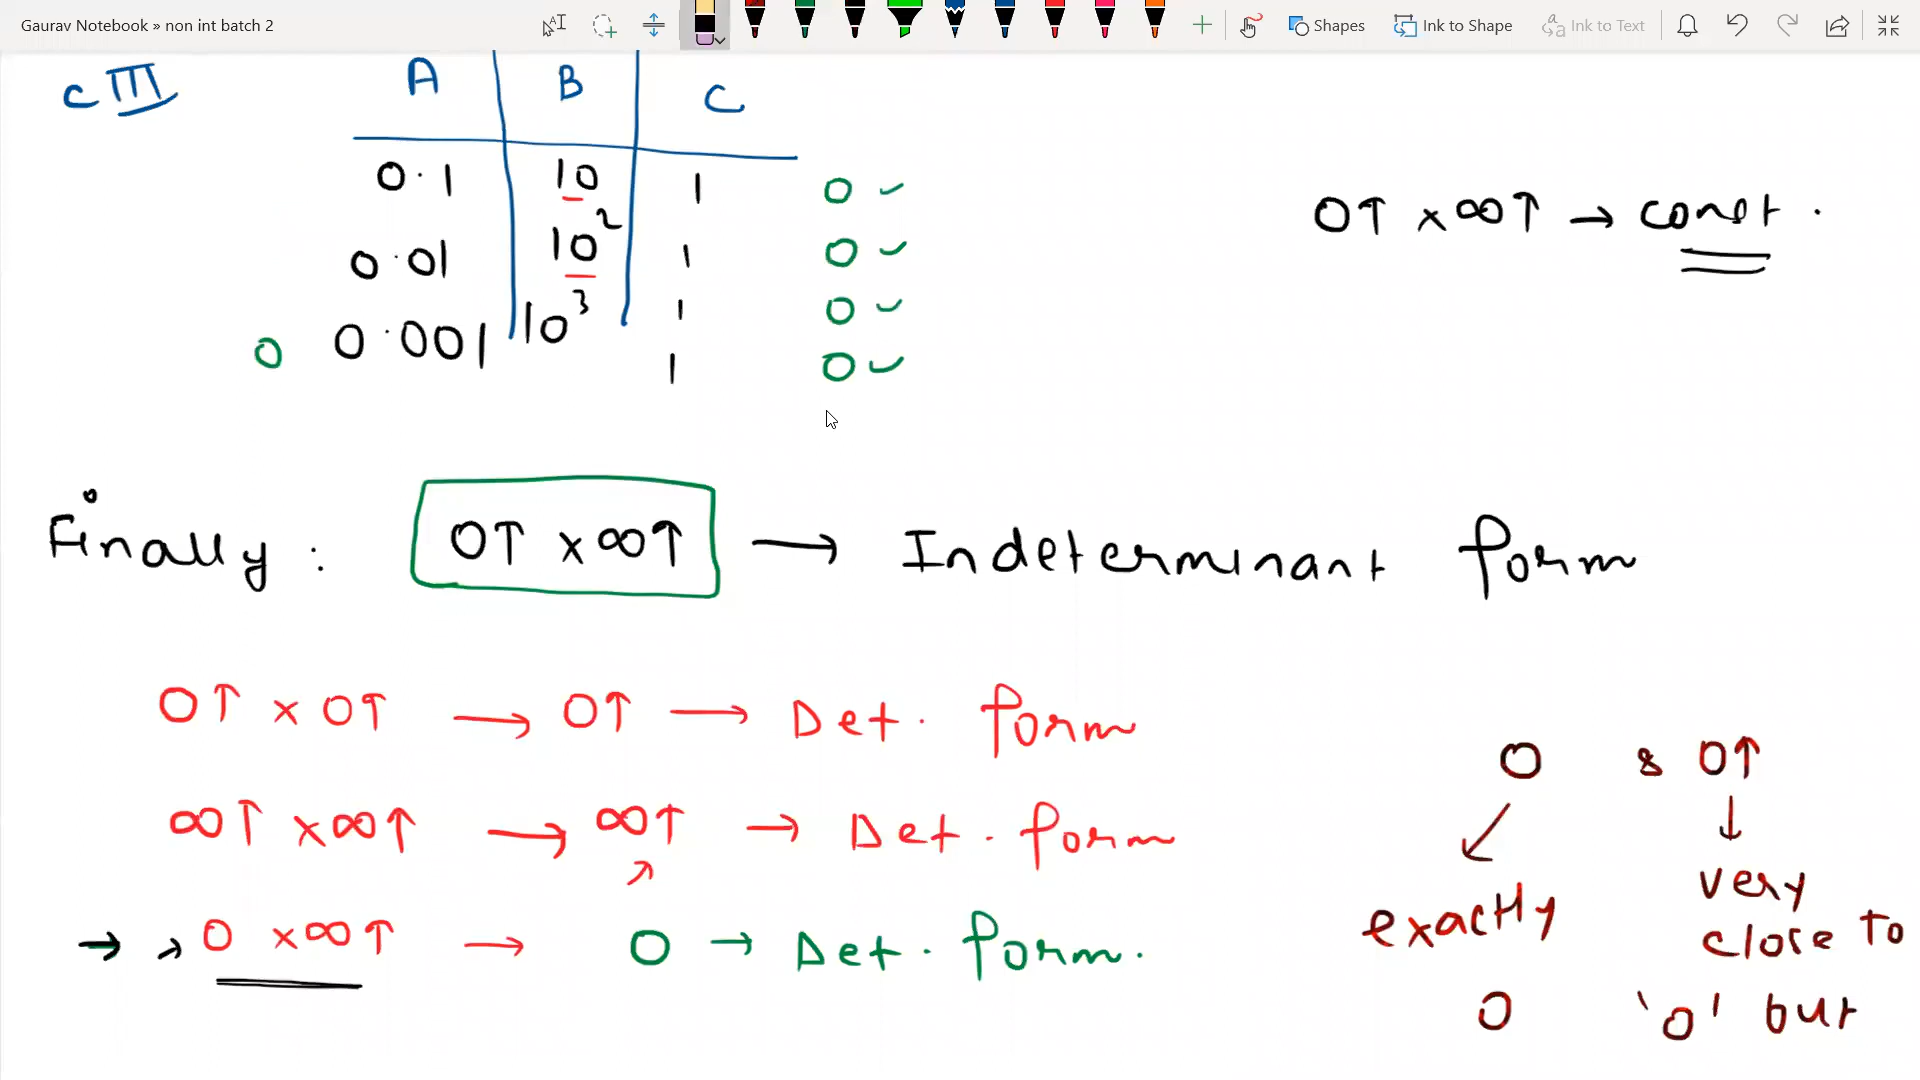 Gaurav Notebook » non int batch 2
Shapes Ink to Shape Ink to Text
C III A B C
0.1 10 1 0
0.01 10² 1 0
0 0.001 10³ 1 0
1 0
0↑ × ∞↑ → const.
Finally : 0↑ × ∞↑ → Indeterminant form
0↑ × 0↑ → 0↑ → Det. form
∞↑ × ∞↑ → ∞↑ → Det. form
→ 0 × ∞↑ → 0 → Det. form.
0 & 0↑
exactly
0
very
close to
'0' but